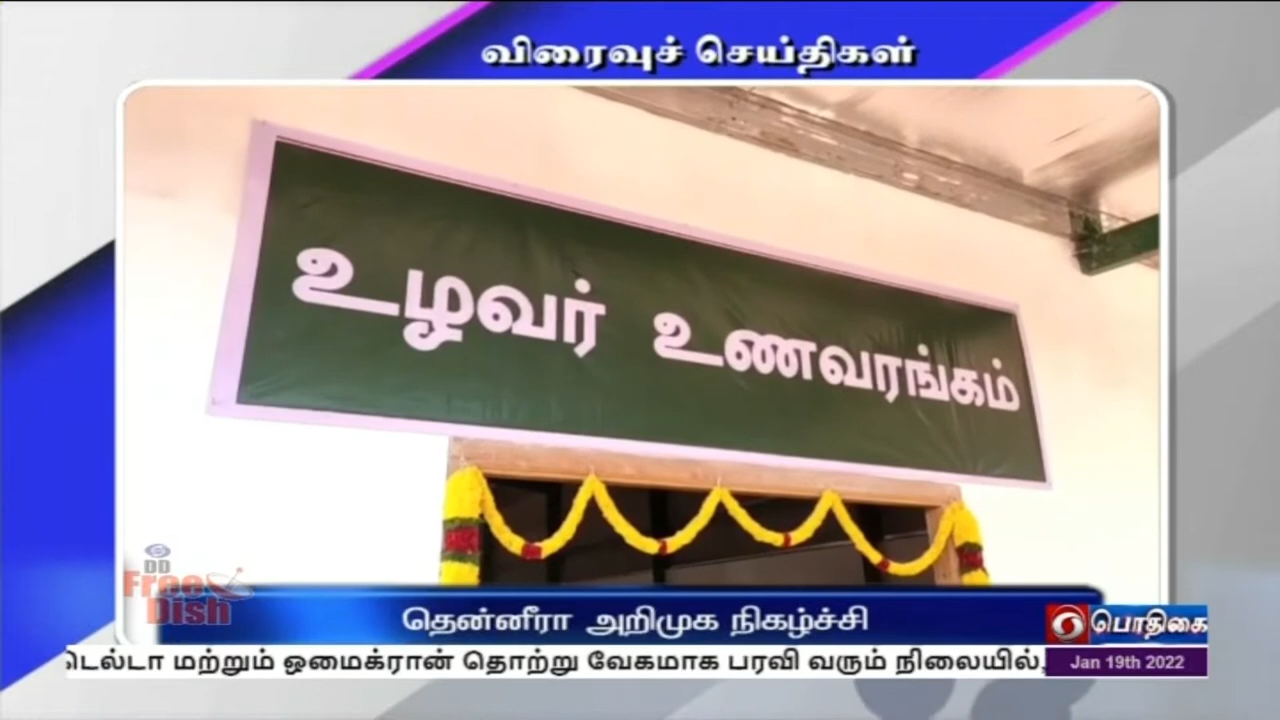 விரைவுச் செய்திகள்
உழவர் உணவரங்கம்
DD
Free
Dish
தென்னீரா அறிமுக நிகழ்ச்சி
பொதிகை
டெல்டா மற்றும் ஒமைக்ரான் தொற்று வேகமாக பரவி வரும் நிலையில்,
Jan 19th 2022